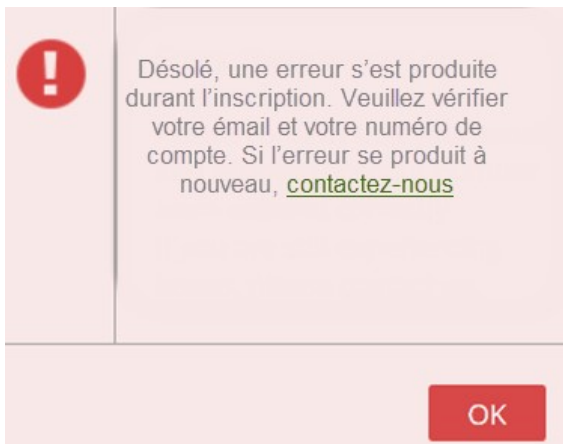 Désolé, une erreur s’est produite
durant l’inscription. Veuillez vérifier
votre émail et votre numéro de
compte. Si l’erreur se produit à
nouveau, contactez-nous
OK